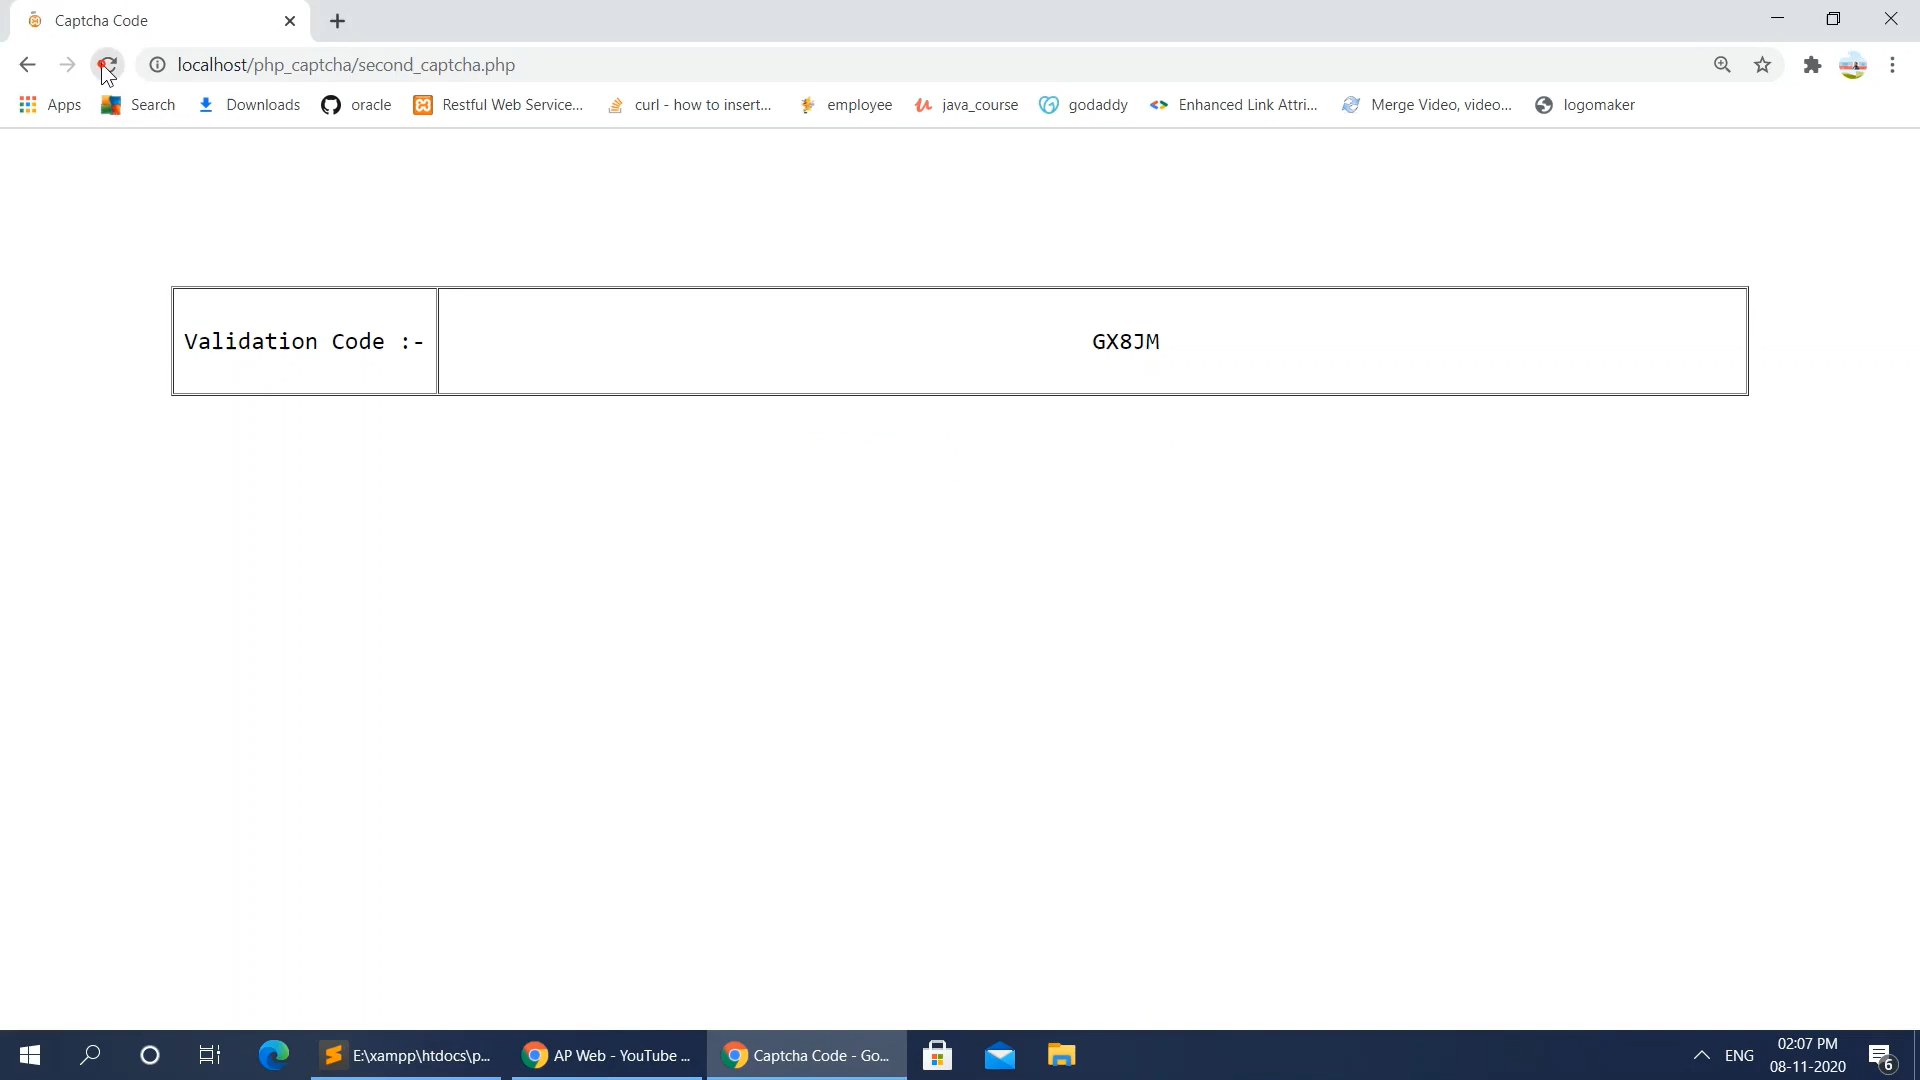 Captcha Code
localhost/php_captcha/second_captcha.php
Apps Search Downloads oracle Restful Web Service... curl - how to insert... employee java_course godaddy Enhanced Link Attri... Merge Video, video... logomaker
Validation Code :- GX8JM
E:\xampp\htdocs\p... AP Web - YouTube ... Captcha Code - Go... ENG 02:07 PM
08-11-2020 6